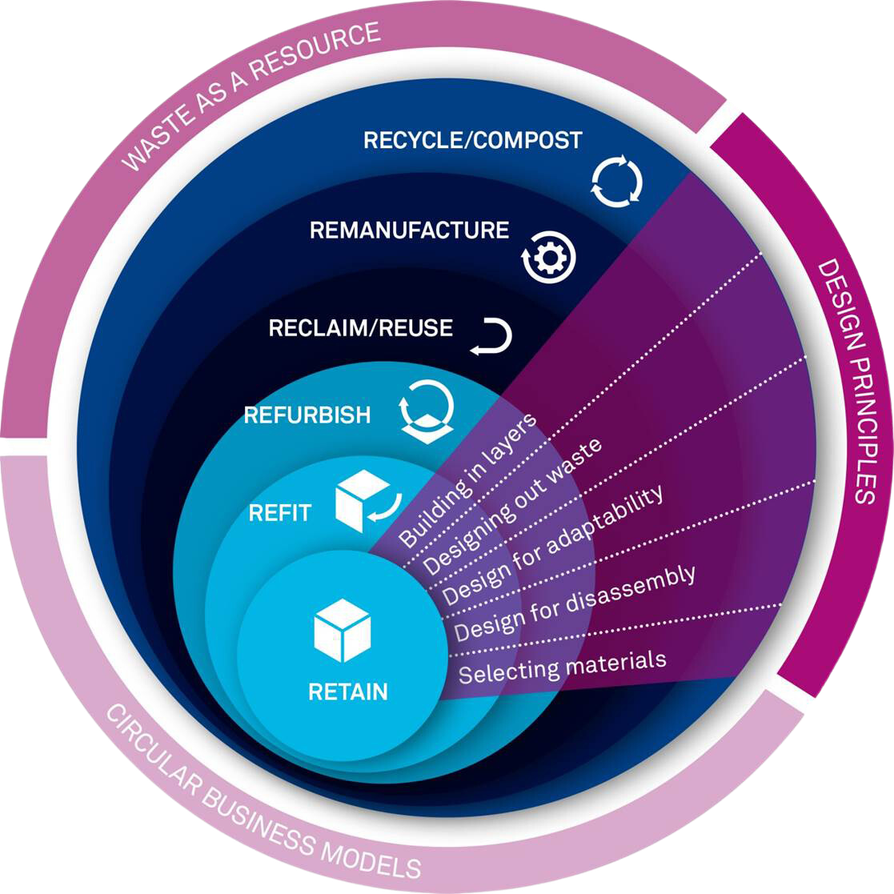 WASTE AS A RESOURCE
RECYCLE/COMPOST
REMANUFACTURE
RECLAIM/REUSE
REFURBISH
REFIT
RETAIN
Building in layers
Designing out waste
Design for adaptability
Design for disassembly
Selecting materials
DESIGN PRINCIPLES
CIRCULAR BUSINESS MODELS